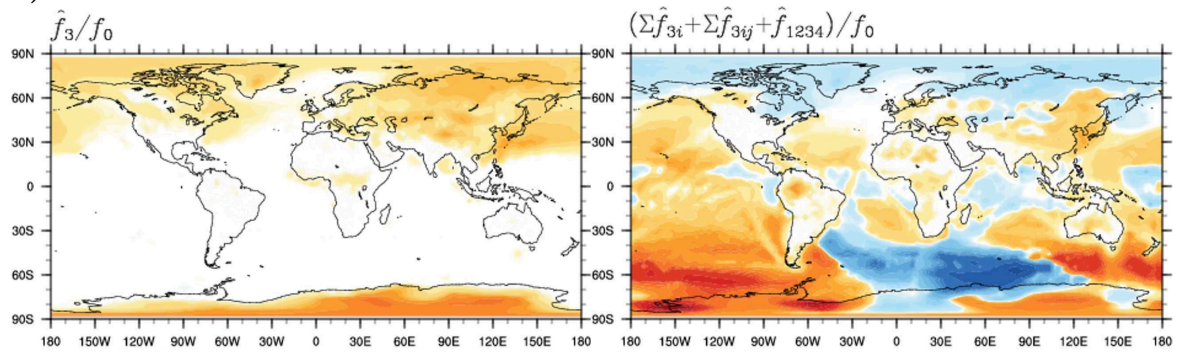 f̂₃/f₀
(Σf̂₃ᵢ+Σf̂₃ᵢⱼ+f̂₁₂₃₄)/f₀
90N 90N
60N 60N
30N 30N
0 0
30S 30S
60S 60S
90S 90S
180 150W 120W 90W 60W 30W 0 30E 60E 90E 120E 150E 180
180 150W 120W 90W 60W 30W 0 30E 60E 90E 120E 150E 180